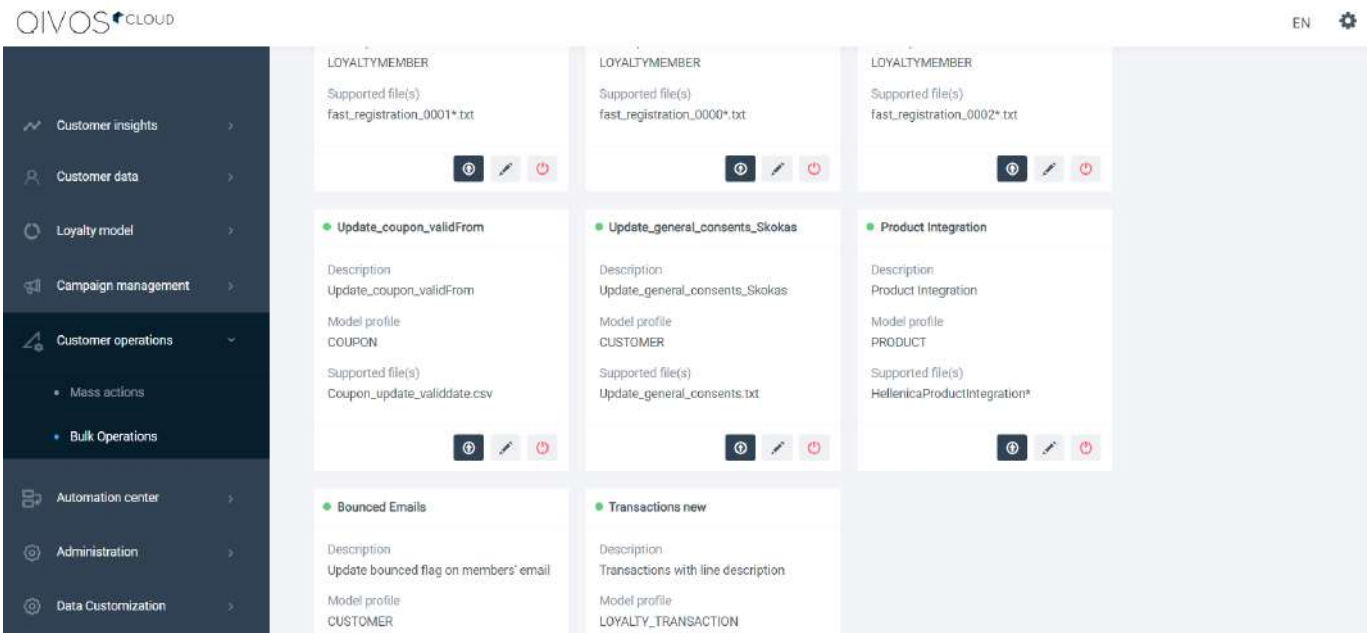 QIVOS CLOUD
EN
Customer insights
Customer data
Loyalty model
Campaign management
Customer operations
Mass actions
Bulk Operations
Automation center
Administration
Data Customization
LOYALTYMEMBER
Supported file(s)
fast_registration_0001*.txt
LOYALTYMEMBER
Supported file(s)
fast_registration_0000*.txt
LOYALTYMEMBER
Supported file(s)
fast_registration_0002*.txt
Update_coupon_validFrom
Description
Update_coupon_validFrom
Model profile
COUPON
Supported file(s)
Coupon_update_validdate.csv
Update_general_consents_Skokas
Description
Update_general_consents_Skokas
Model profile
CUSTOMER
Supported file(s)
Update_general_consents.txt
Product Integration
Description
Product Integration
Model profile
PRODUCT
Supported file(s)
HellenicaProductIntegration*
Bounced Emails
Description
Update bounced flag on members' email
Model profile
CUSTOMER
Transactions new
Description
Transactions with line description
Model profile
LOYALTY_TRANSACTION